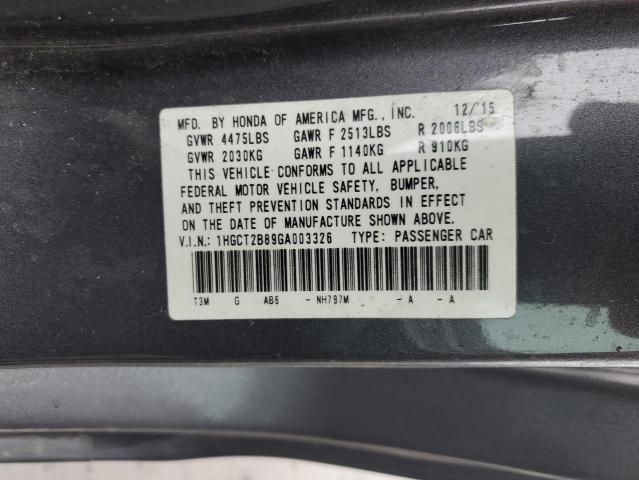 MFD. BY HONDA OF AMERICA MFG., INC. 12/'15
GVWR 4475LBS GAWR F 2513LBS R 2006LBS
GVWR 2030KG GAWR F 1140KG R 910KG
THIS VEHICLE CONFORMS TO ALL APPLICABLE
FEDERAL MOTOR VEHICLE SAFETY, BUMPER,
AND THEFT PREVENTION STANDARDS IN EFFECT
ON THE DATE OF MANUFACTURE SHOWN ABOVE.
V.I.N.: 1HGCT2B89GA003326 TYPE: PASSENGER CAR
T3M G AB6 - NH797M - A - A